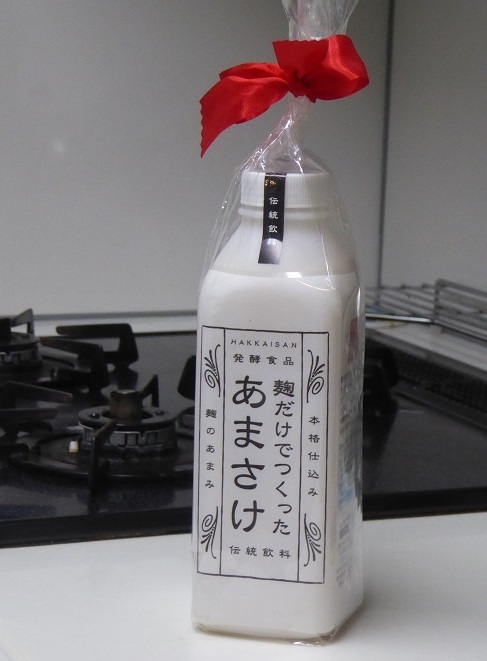 伝統飲
HAKKAISAN
発酵食品
麹だけでつくった
あまさけ
本格仕込み
麹のあまみ
伝統飲料